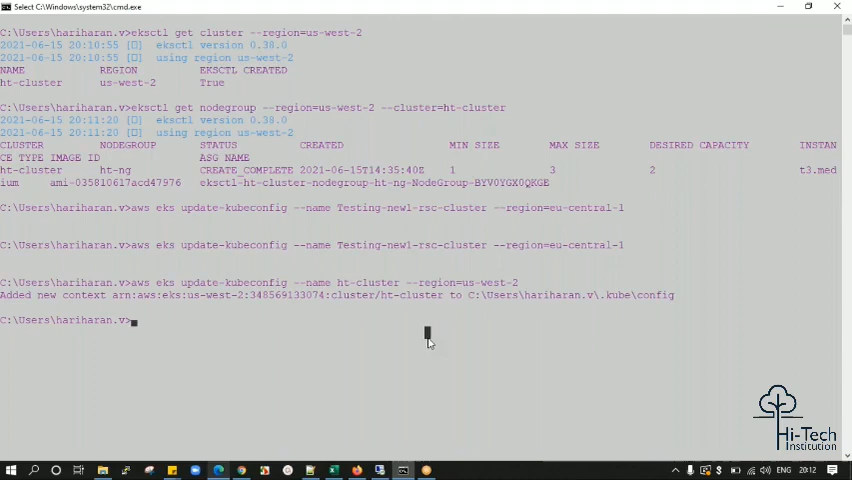 Select C:\Windows\system32\cmd.exe
C:\Users\hariharan.v>eksctl get cluster --region=us-west-2
2021-06-15 20:10:55 [ ]  eksctl version 0.38.0
2021-06-15 20:10:55 [ ]  using region us-west-2
NAME REGION EKSCTL CREATED
ht-cluster us-west-2 True
C:\Users\hariharan.v>eksctl get nodegroup --region=us-west-2 --cluster=ht-cluster
2021-06-15 20:11:20 [ ]  eksctl version 0.38.0
2021-06-15 20:11:20 [ ]  using region us-west-2
CLUSTER NODEGROUP STATUS CREATED MIN SIZE MAX SIZE DESIRED CAPACITY INSTAN
CE TYPE IMAGE ID ASG NAME
ht-cluster ht-ng CREATE_COMPLETE 2021-06-15T14:35:40Z 1 3 2 t3.med
ium ami-035810617acd47976 eksctl-ht-cluster-nodegroup-ht-ng-NodeGroup-BYV0YGX0QKGE
C:\Users\hariharan.v>aws eks update-kubeconfig --name Testing-new1-rsc-cluster --region=eu-central-1
C:\Users\hariharan.v>aws eks update-kubeconfig --name Testing-new1-rsc-cluster --region=eu-central-1
C:\Users\hariharan.v>aws eks update-kubeconfig --name ht-cluster --region=us-west-2
Added new context arn:aws:eks:us-west-2:348569133074:cluster/ht-cluster to C:\Users\hariharan.v\.kube\config
C:\Users\hariharan.v>
Hi-Tech
Institution
ENG 20:12